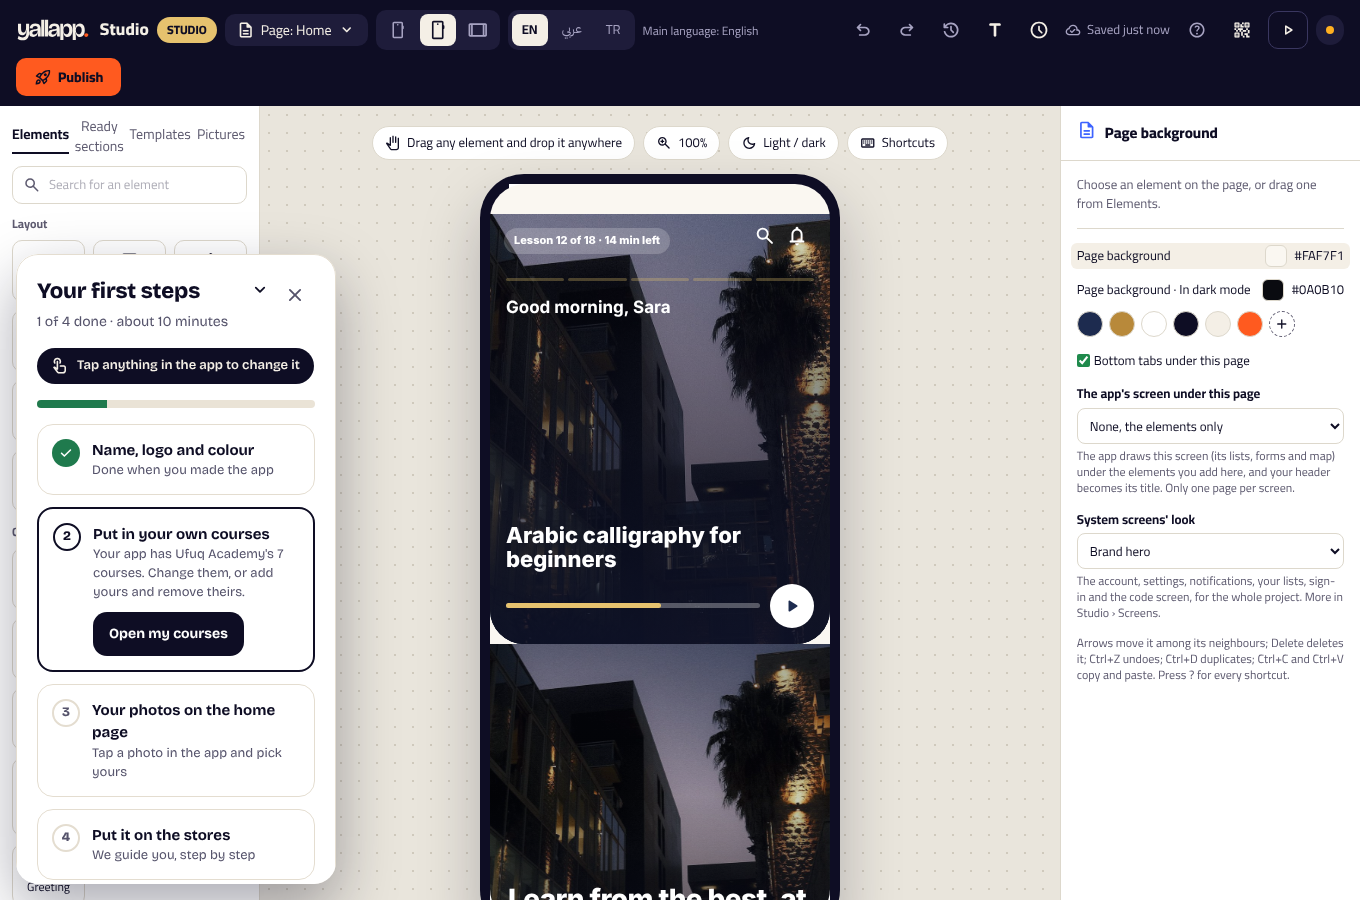 yallapp. Studio STUDIO Page: Home EN عربي TR Main language: English Saved just now
Publish
Elements Ready sections Templates Pictures
Search for an element
Layout
Your first steps
1 of 4 done · about 10 minutes
Tap anything in the app to change it
Name, logo and colour
Done when you made the app
2 Put in your own courses
Your app has Ufuq Academy's 7
courses. Change them, or add
yours and remove theirs.
Open my courses
3 Your photos on the home
page
Tap a photo in the app and pick
yours
4 Put it on the stores
We guide you, step by step
Greeting
Drag any element and drop it anywhere 100% Light / dark Shortcuts
Lesson 12 of 18 · 14 min left
Good morning, Sara
Arabic calligraphy for
beginners
Learn from the best, at
Page background
Choose an element on the page, or drag one
from Elements.
Page background #FAF7F1
Page background · In dark mode #0A0B10
Bottom tabs under this page
The app's screen under this page
None, the elements only
The app draws this screen (its lists, forms and map)
under the elements you add here, and your header
becomes its title. Only one page per screen.
System screens' look
Brand hero
The account, settings, notifications, your lists, sign-
in and the code screen, for the whole project. More in
Studio › Screens.
Arrows move it among its neighbours; Delete deletes
it; Ctrl+Z undoes; Ctrl+D duplicates; Ctrl+C and Ctrl+V
copy and paste. Press ? for every shortcut.